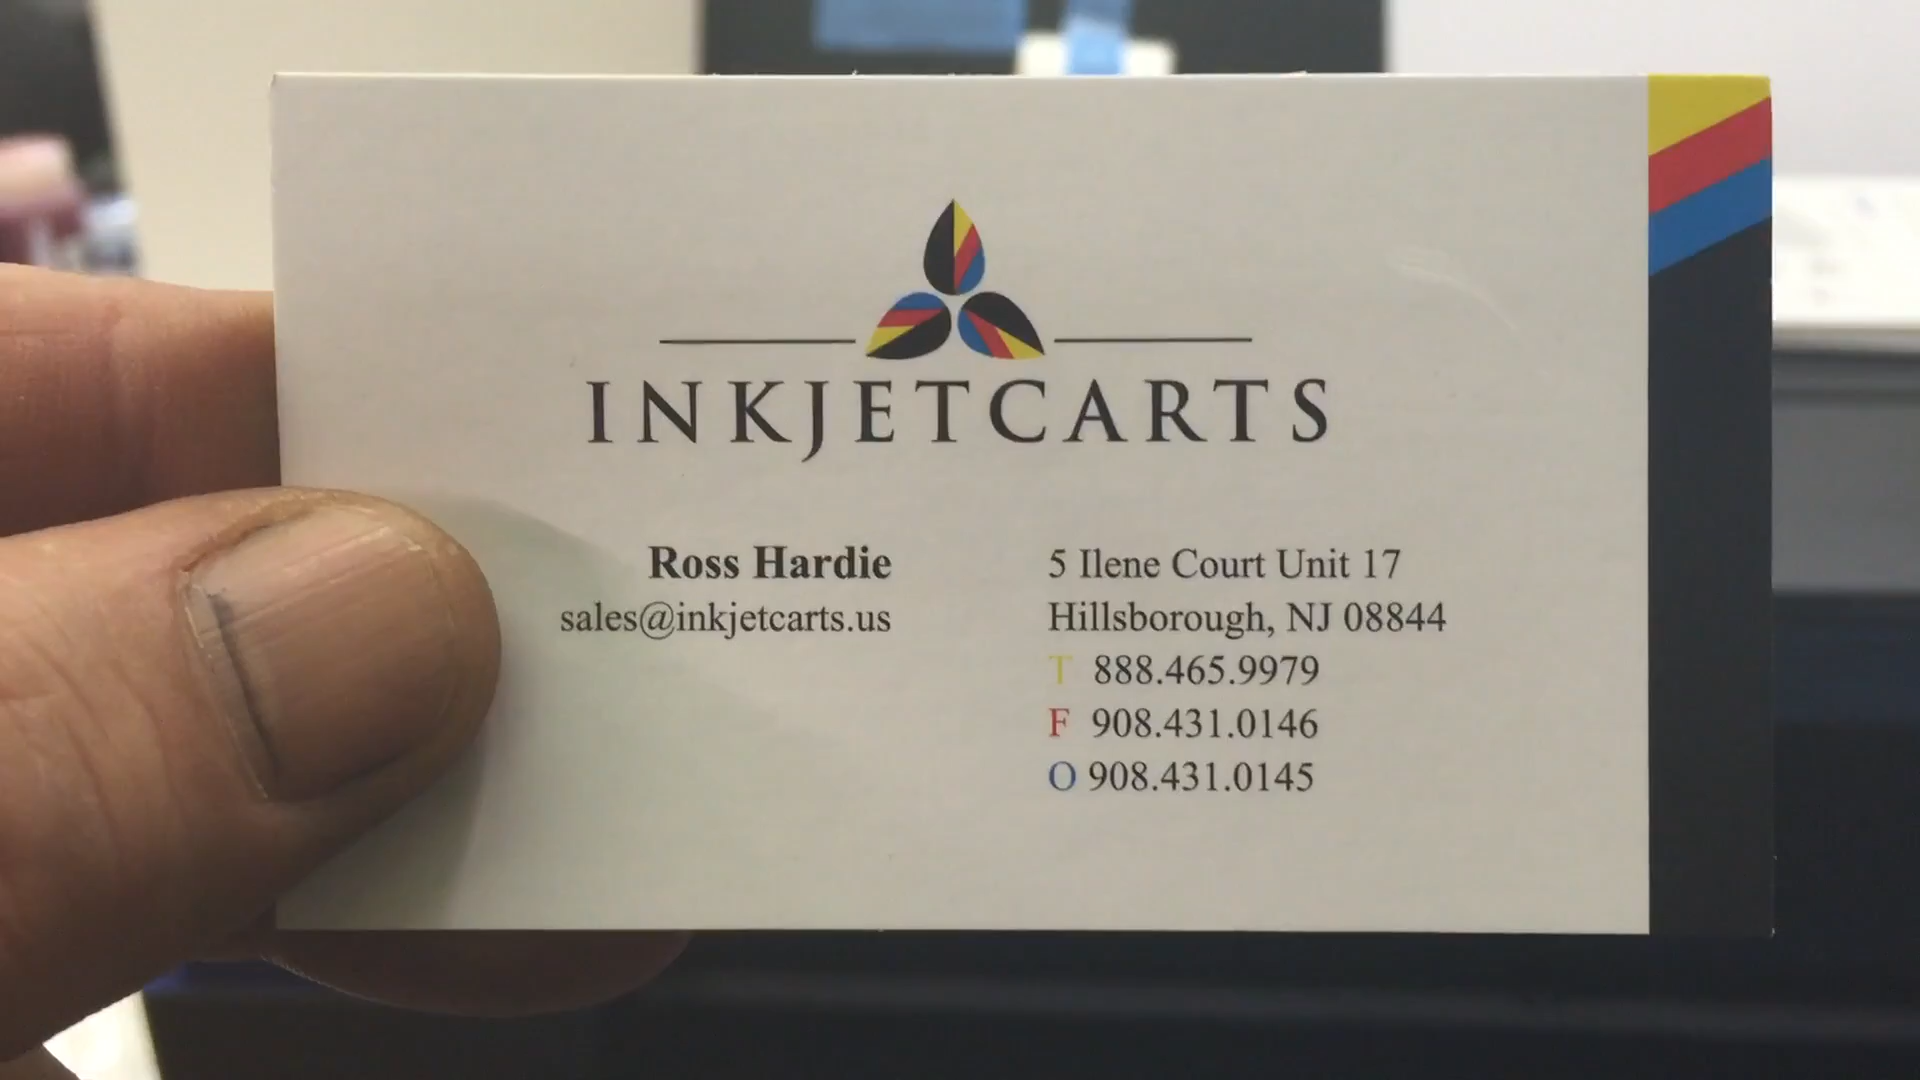 INKJETCARTS
Ross Hardie
sales@inkjetcarts.us
5 Ilene Court Unit 17
Hillsborough, NJ 08844
T 888.465.9979
F 908.431.0146
O 908.431.0145